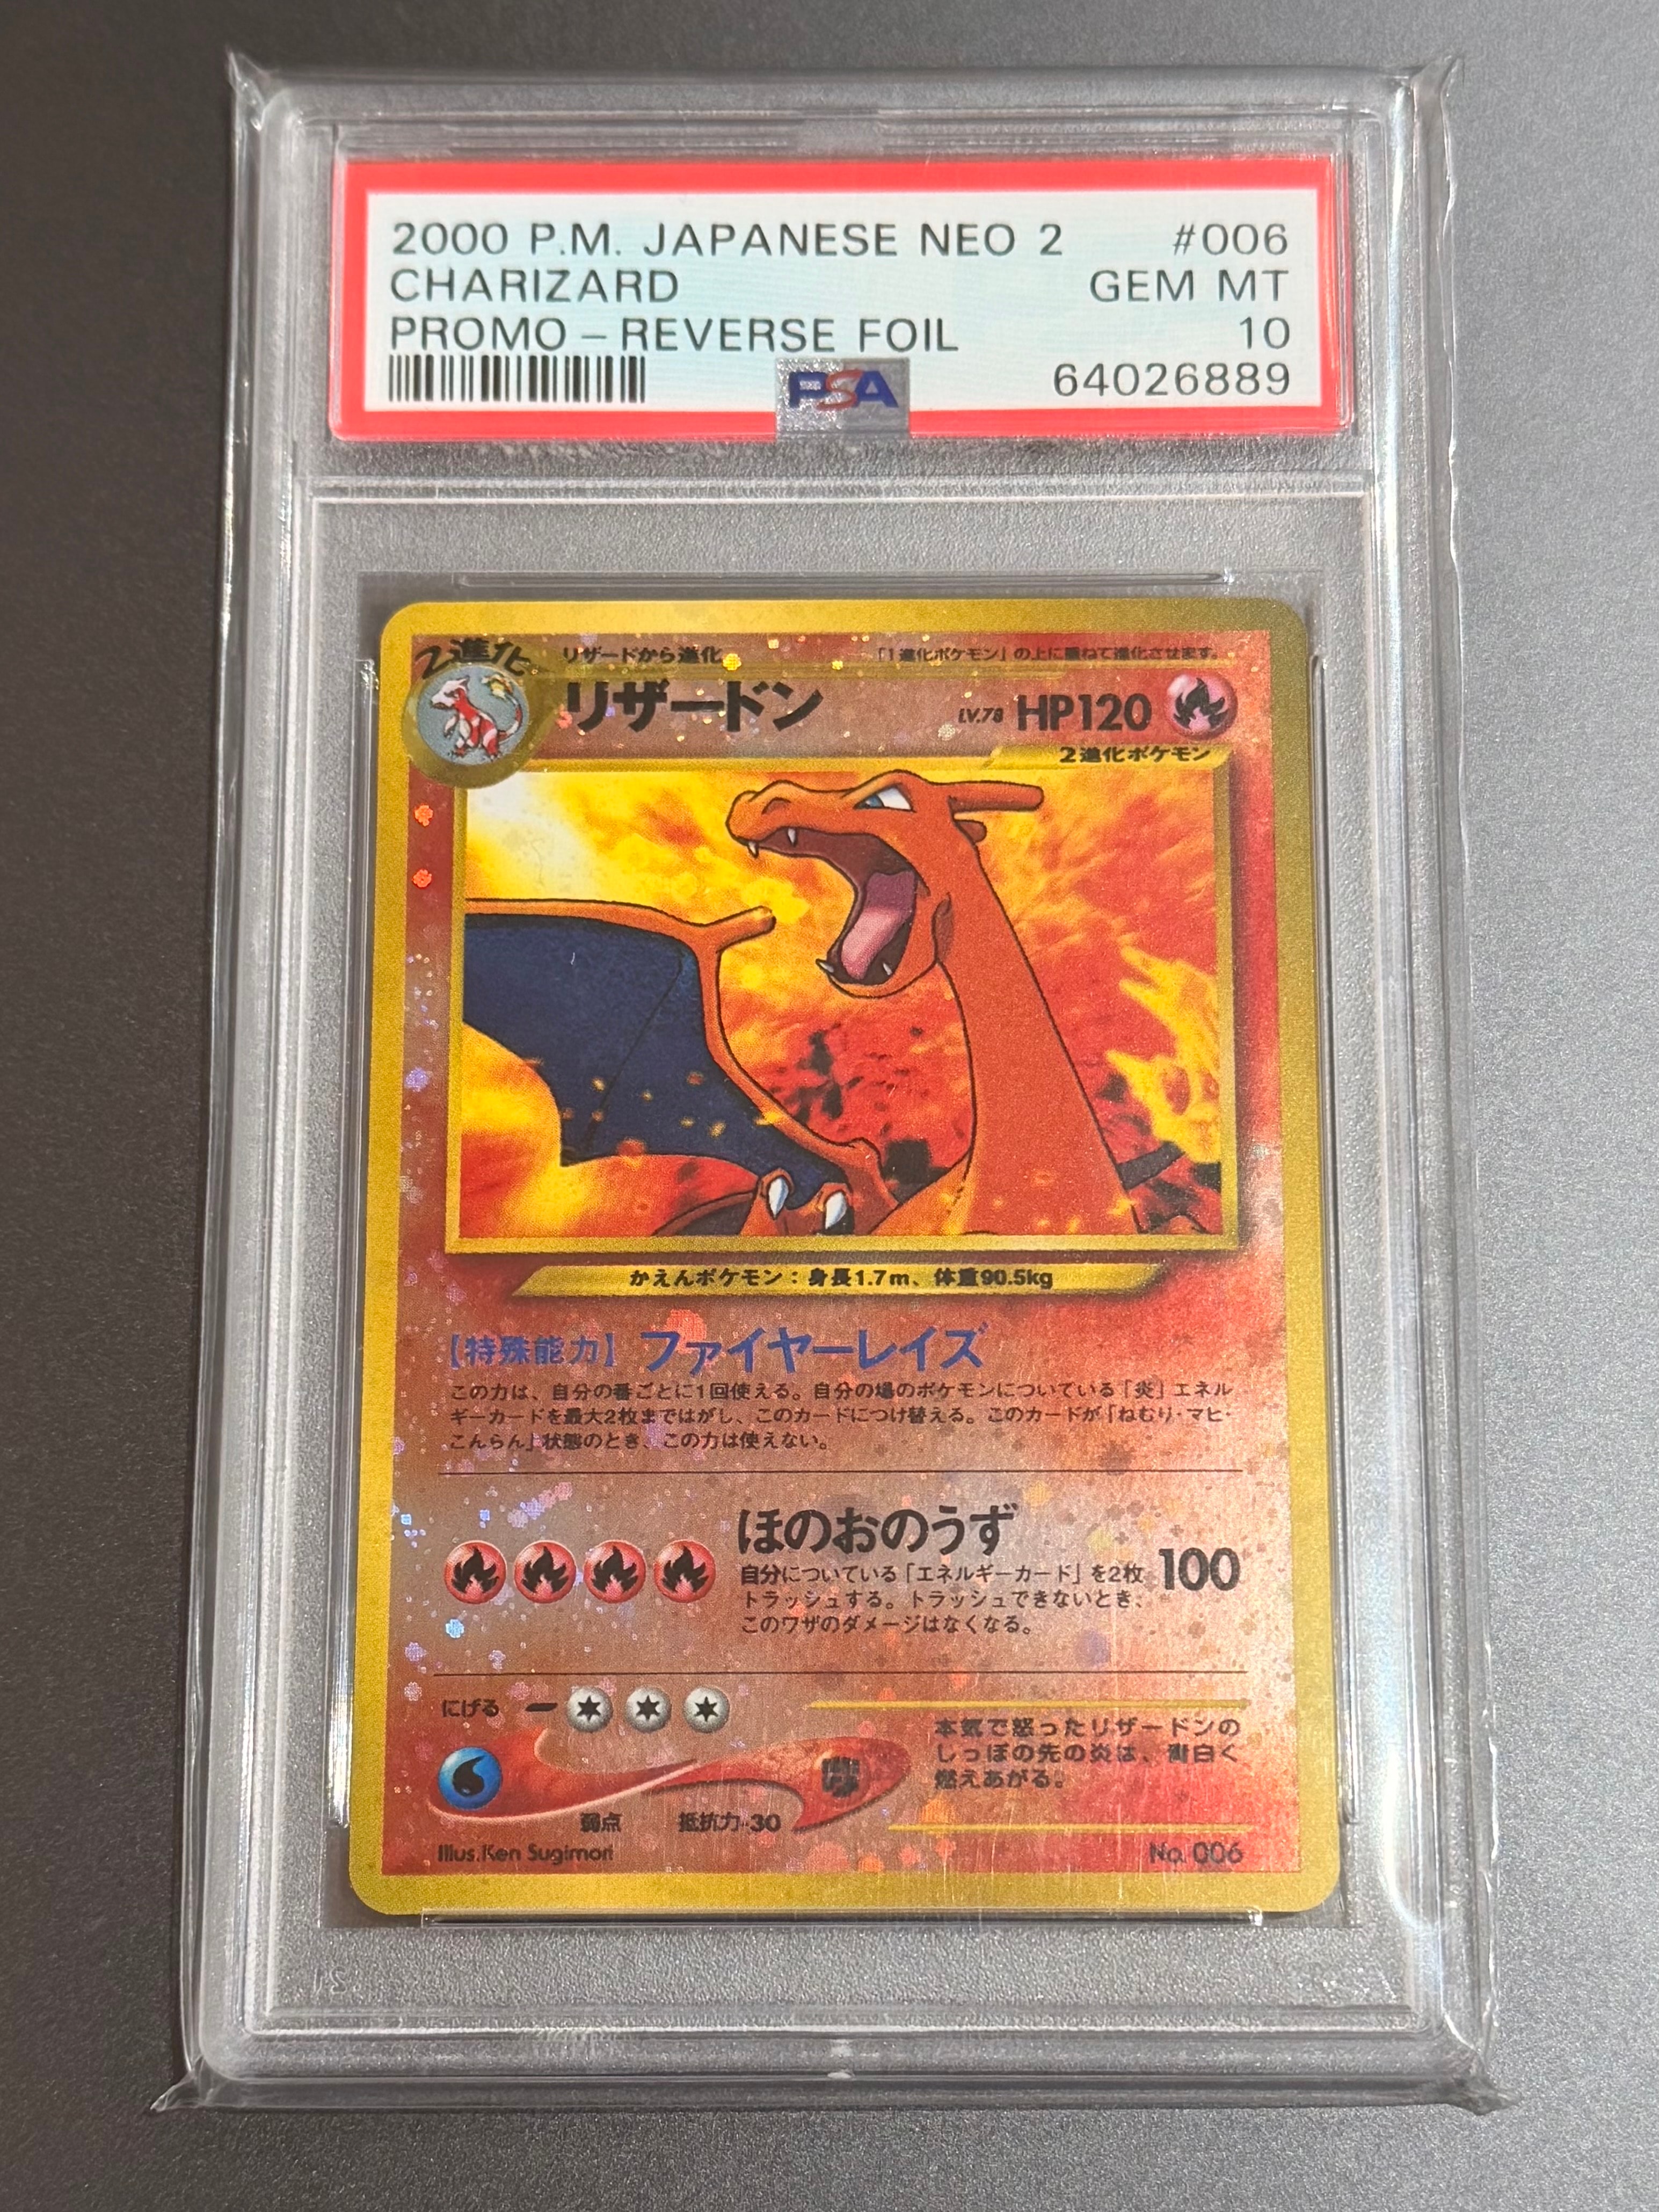 2000 P.M. JAPANESE NEO 2 #006
CHARIZARD GEM MT
PROMO – REVERSE FOIL 10
PSA 64026889
2進化
リザードから進化 「1進化ポケモン」の上に重ねて進化させます。
リザードン LV.78 HP120
2進化ポケモン
かえんポケモン：身長1.7m、体重90.5kg
【特殊能力】ファイヤーレイズ
この力は、自分の番ごとに1回使える。自分の場のポケモンについている「炎」エネル
ギーカードを最大2枚まではがし、このカードにつけ替える。このカードが「ねむり・マヒ・
こんらん」状態のとき、この力は使えない。
ほのおのうず 100
自分についている「エネルギーカード」を2枚
トラッシュする。トラッシュできないとき、
このワザのダメージはなくなる。
にげる
弱点 抵抗力 -30
本気で怒ったリザードンの
しっぽの先の炎は、青白く
燃えあがる。
Illus. Ken Sugimori No. 006